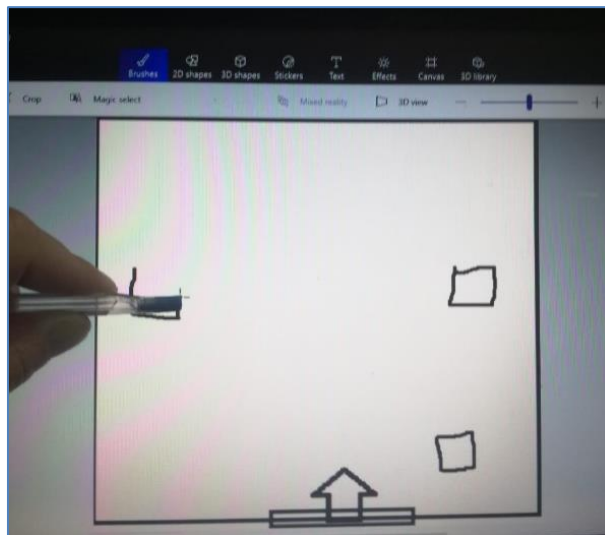 Brushes 2D shapes 3D shapes Stickers Text Effects Canvas 3D library
Crop Magic select Mixed reality 3D view